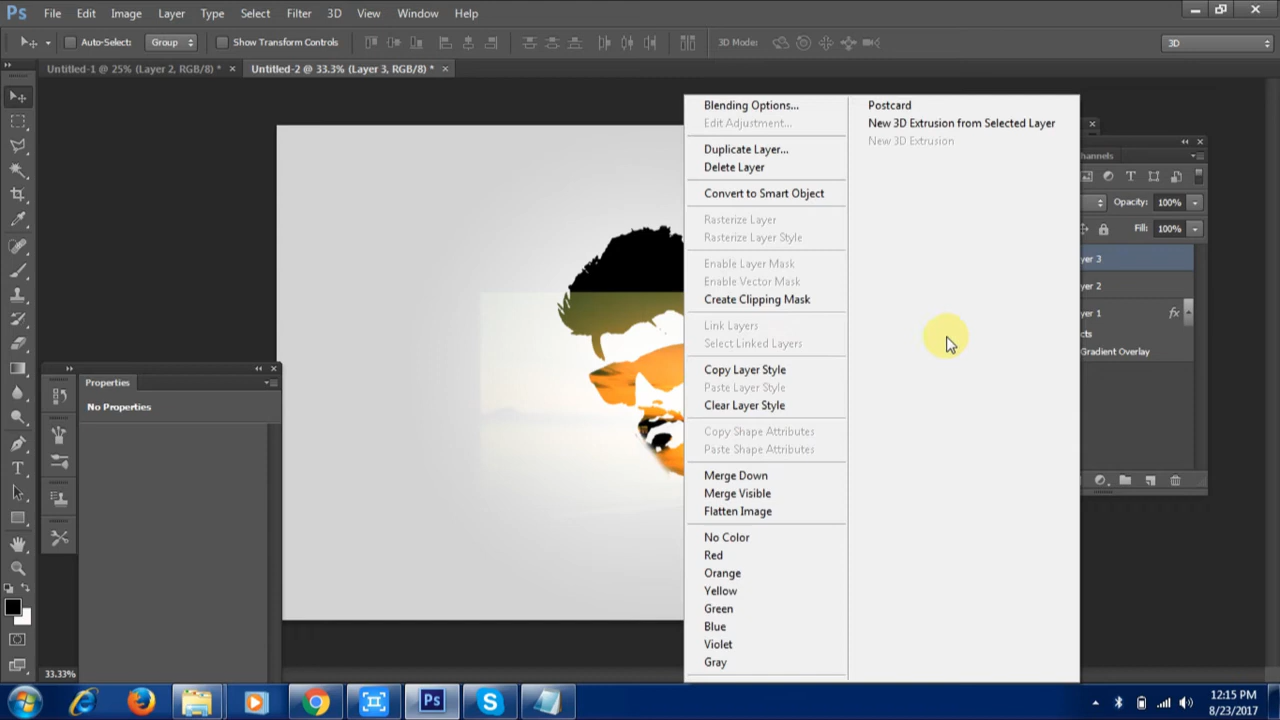 Ps File Edit Image Layer Type Select Filter 3D View Window Help
Auto-Select: Group Show Transform Controls 3D Mode: 3D
Untitled-1 @ 25% (Layer 2, RGB/8) * × Untitled-2 @ 33.3% (Layer 3, RGB/8) * ×
Blending Options...
Edit Adjustment...
Duplicate Layer...
Delete Layer
Convert to Smart Object
Rasterize Layer
Rasterize Layer Style
Enable Layer Mask
Enable Vector Mask
Create Clipping Mask
Link Layers
Select Linked Layers
Copy Layer Style
Paste Layer Style
Clear Layer Style
Copy Shape Attributes
Paste Shape Attributes
Merge Down
Merge Visible
Flatten Image
No Color
Red
Orange
Yellow
Green
Blue
Violet
Gray
Postcard
New 3D Extrusion from Selected Layer
New 3D Extrusion
hannels
Opacity: 100%
Fill: 100%
yer 3
yer 2
yer 1 fx
cts
Gradient Overlay
Properties
No Properties
33.33%
Ps
12:15 PM
8/23/2017